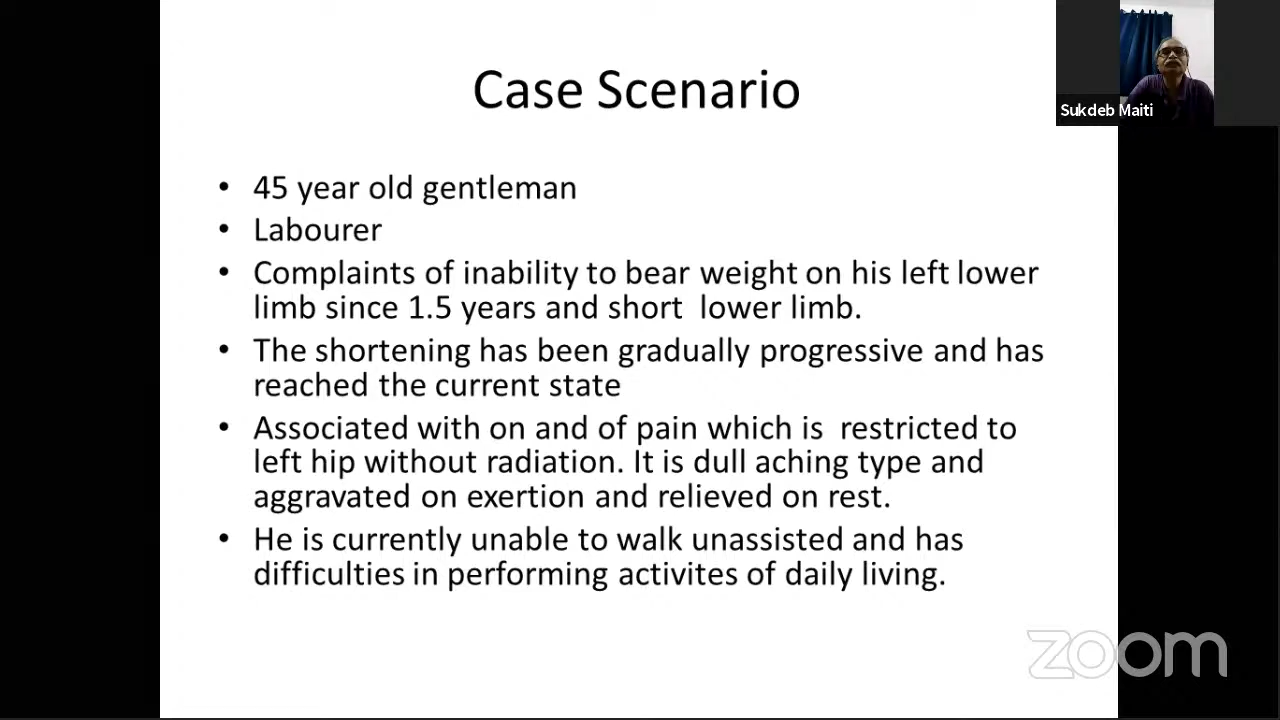 Case Scenario
Sukdeb Maiti
• 45 year old gentleman
• Labourer
• Complaints of inability to bear weight on his left lower
limb since 1.5 years and short lower limb.
• The shortening has been gradually progressive and has
reached the current state
• Associated with on and of pain which is restricted to
left hip without radiation. It is dull aching type and
aggravated on exertion and relieved on rest.
• He is currently unable to walk unassisted and has
difficulties in performing activites of daily living.
zoom